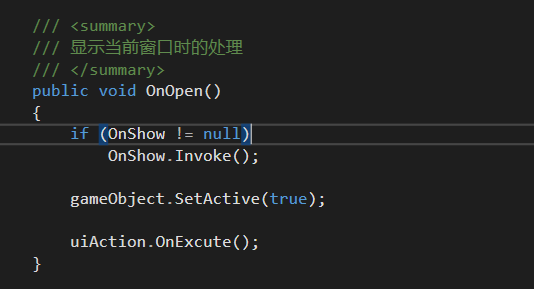 /// <summary>
/// 显示当前窗口时的处理
/// </summary>
public void OnOpen()
{
if (OnShow != null)
OnShow.Invoke();
gameObject.SetActive(true);
uiAction.OnExcute();
}